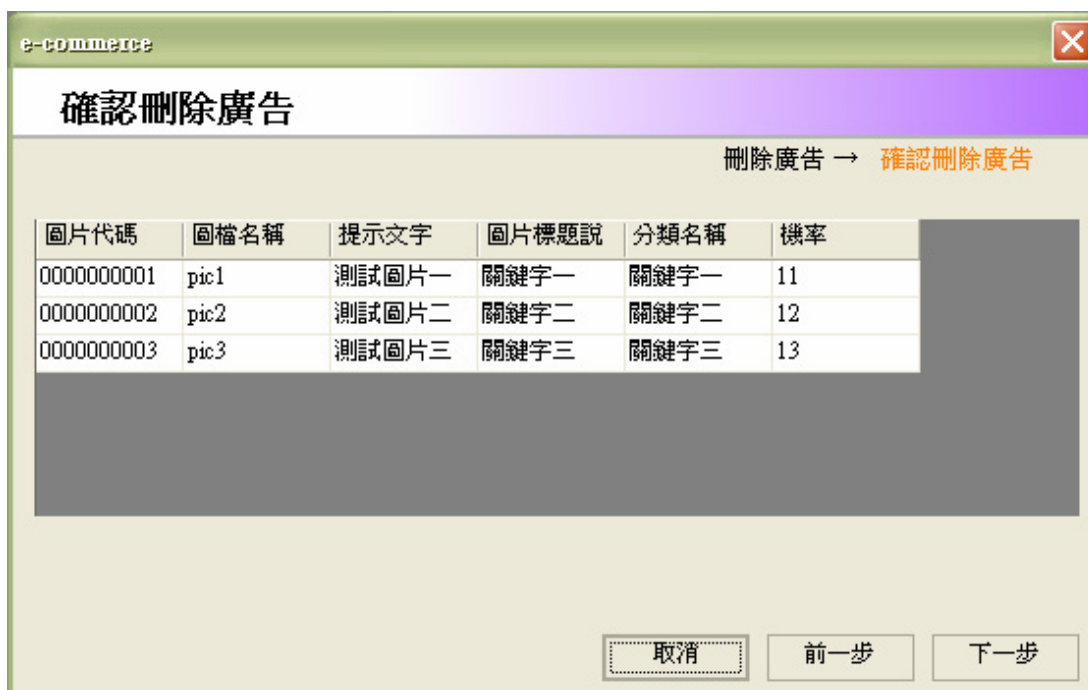 e-commerce
確認刪除廣告
刪除廣告 → 確認刪除廣告
圖片代碼 圖檔名稱 提示文字 圖片標題說 分類名稱 機率
0000000001 pic1 測試圖片一 關鍵字一 關鍵字一 11
0000000002 pic2 測試圖片二 關鍵字二 關鍵字二 12
0000000003 pic3 測試圖片三 關鍵字三 關鍵字三 13
取消 前一步 下一步